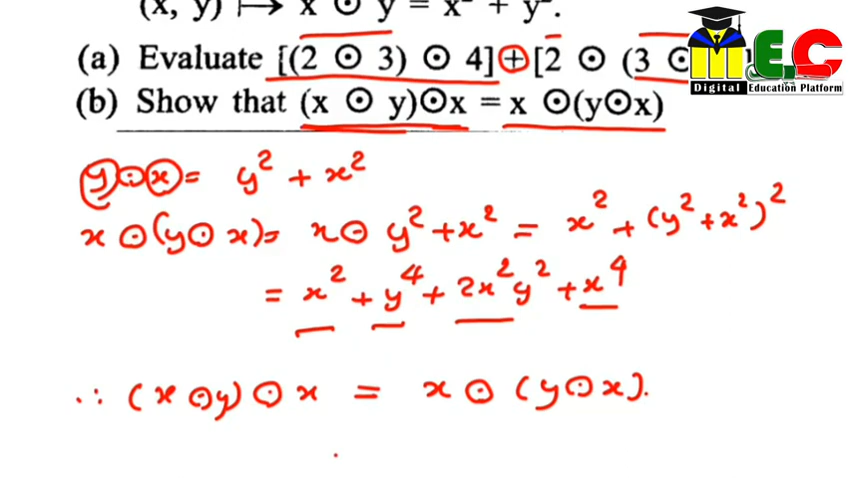 (x, y) ⟼ x ⊙ y = x² + y².
(a) Evaluate [(2 ⊙ 3) ⊙ 4] + [2 ⊙ (3 ⊙
(b) Show that (x ⊙ y)⊙x = x ⊙(y⊙x)
MEC
Digital Education Platform
y⊙x = y² + x²
x ⊙(y⊙ x)= x⊙ y² + x² = x² + (y² + x²)²
= x² + y⁴ + 2x²y² + x⁴
∴ (x ⊙y) ⊙ x = x ⊙ (y⊙x).